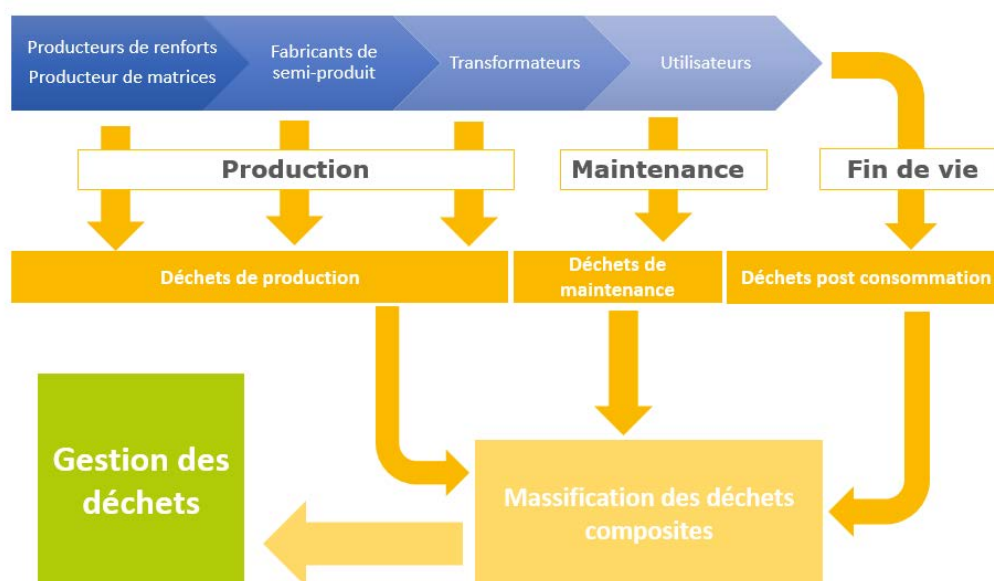 Producteurs de renforts
Producteur de matrices
Fabricants de
semi-produit
Transformateurs
Utilisateurs
Production
Maintenance
Fin de vie
Déchets de production
Déchets de
maintenance
Déchets post consommation
Gestion des
déchets
Massification des déchets
composites